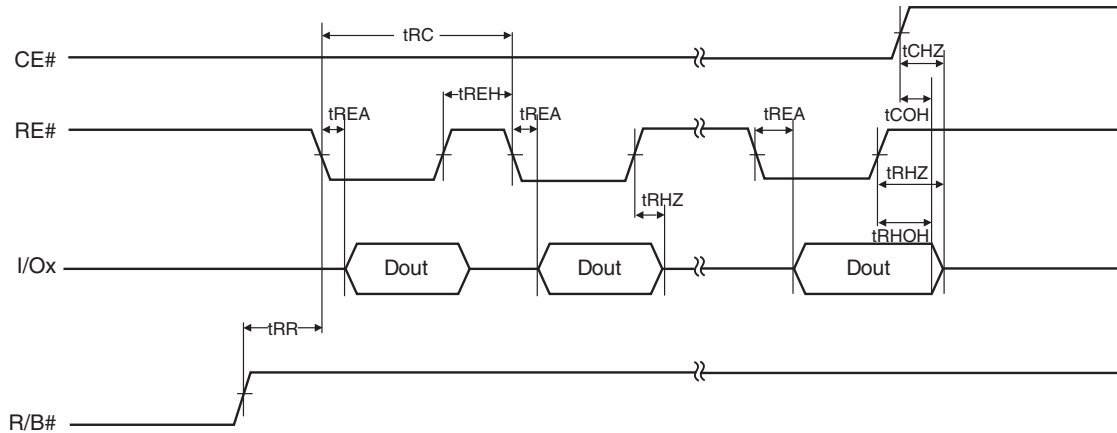 tRC
CE#
tCHZ
tREH
tREA
tREA
tREA
tCOH
RE#
tRHZ
tRHZ
tRHOH
I/Ox
Dout
Dout
Dout
tRR
R/B#